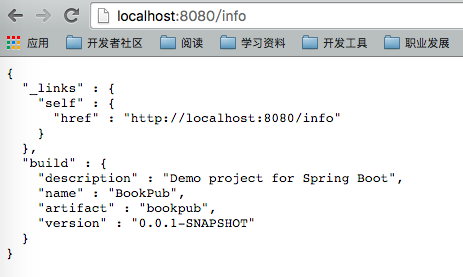 localhost:8080/info
应用 开发者社区 阅读 学习资料 开发工具 职业发展
{
  "_links" : {
    "self" : {
      "href" : "http://localhost:8080/info"
    }
  },
  "build" : {
    "description" : "Demo project for Spring Boot",
    "name" : "BookPub",
    "artifact" : "bookpub",
    "version" : "0.0.1-SNAPSHOT"
  }
}